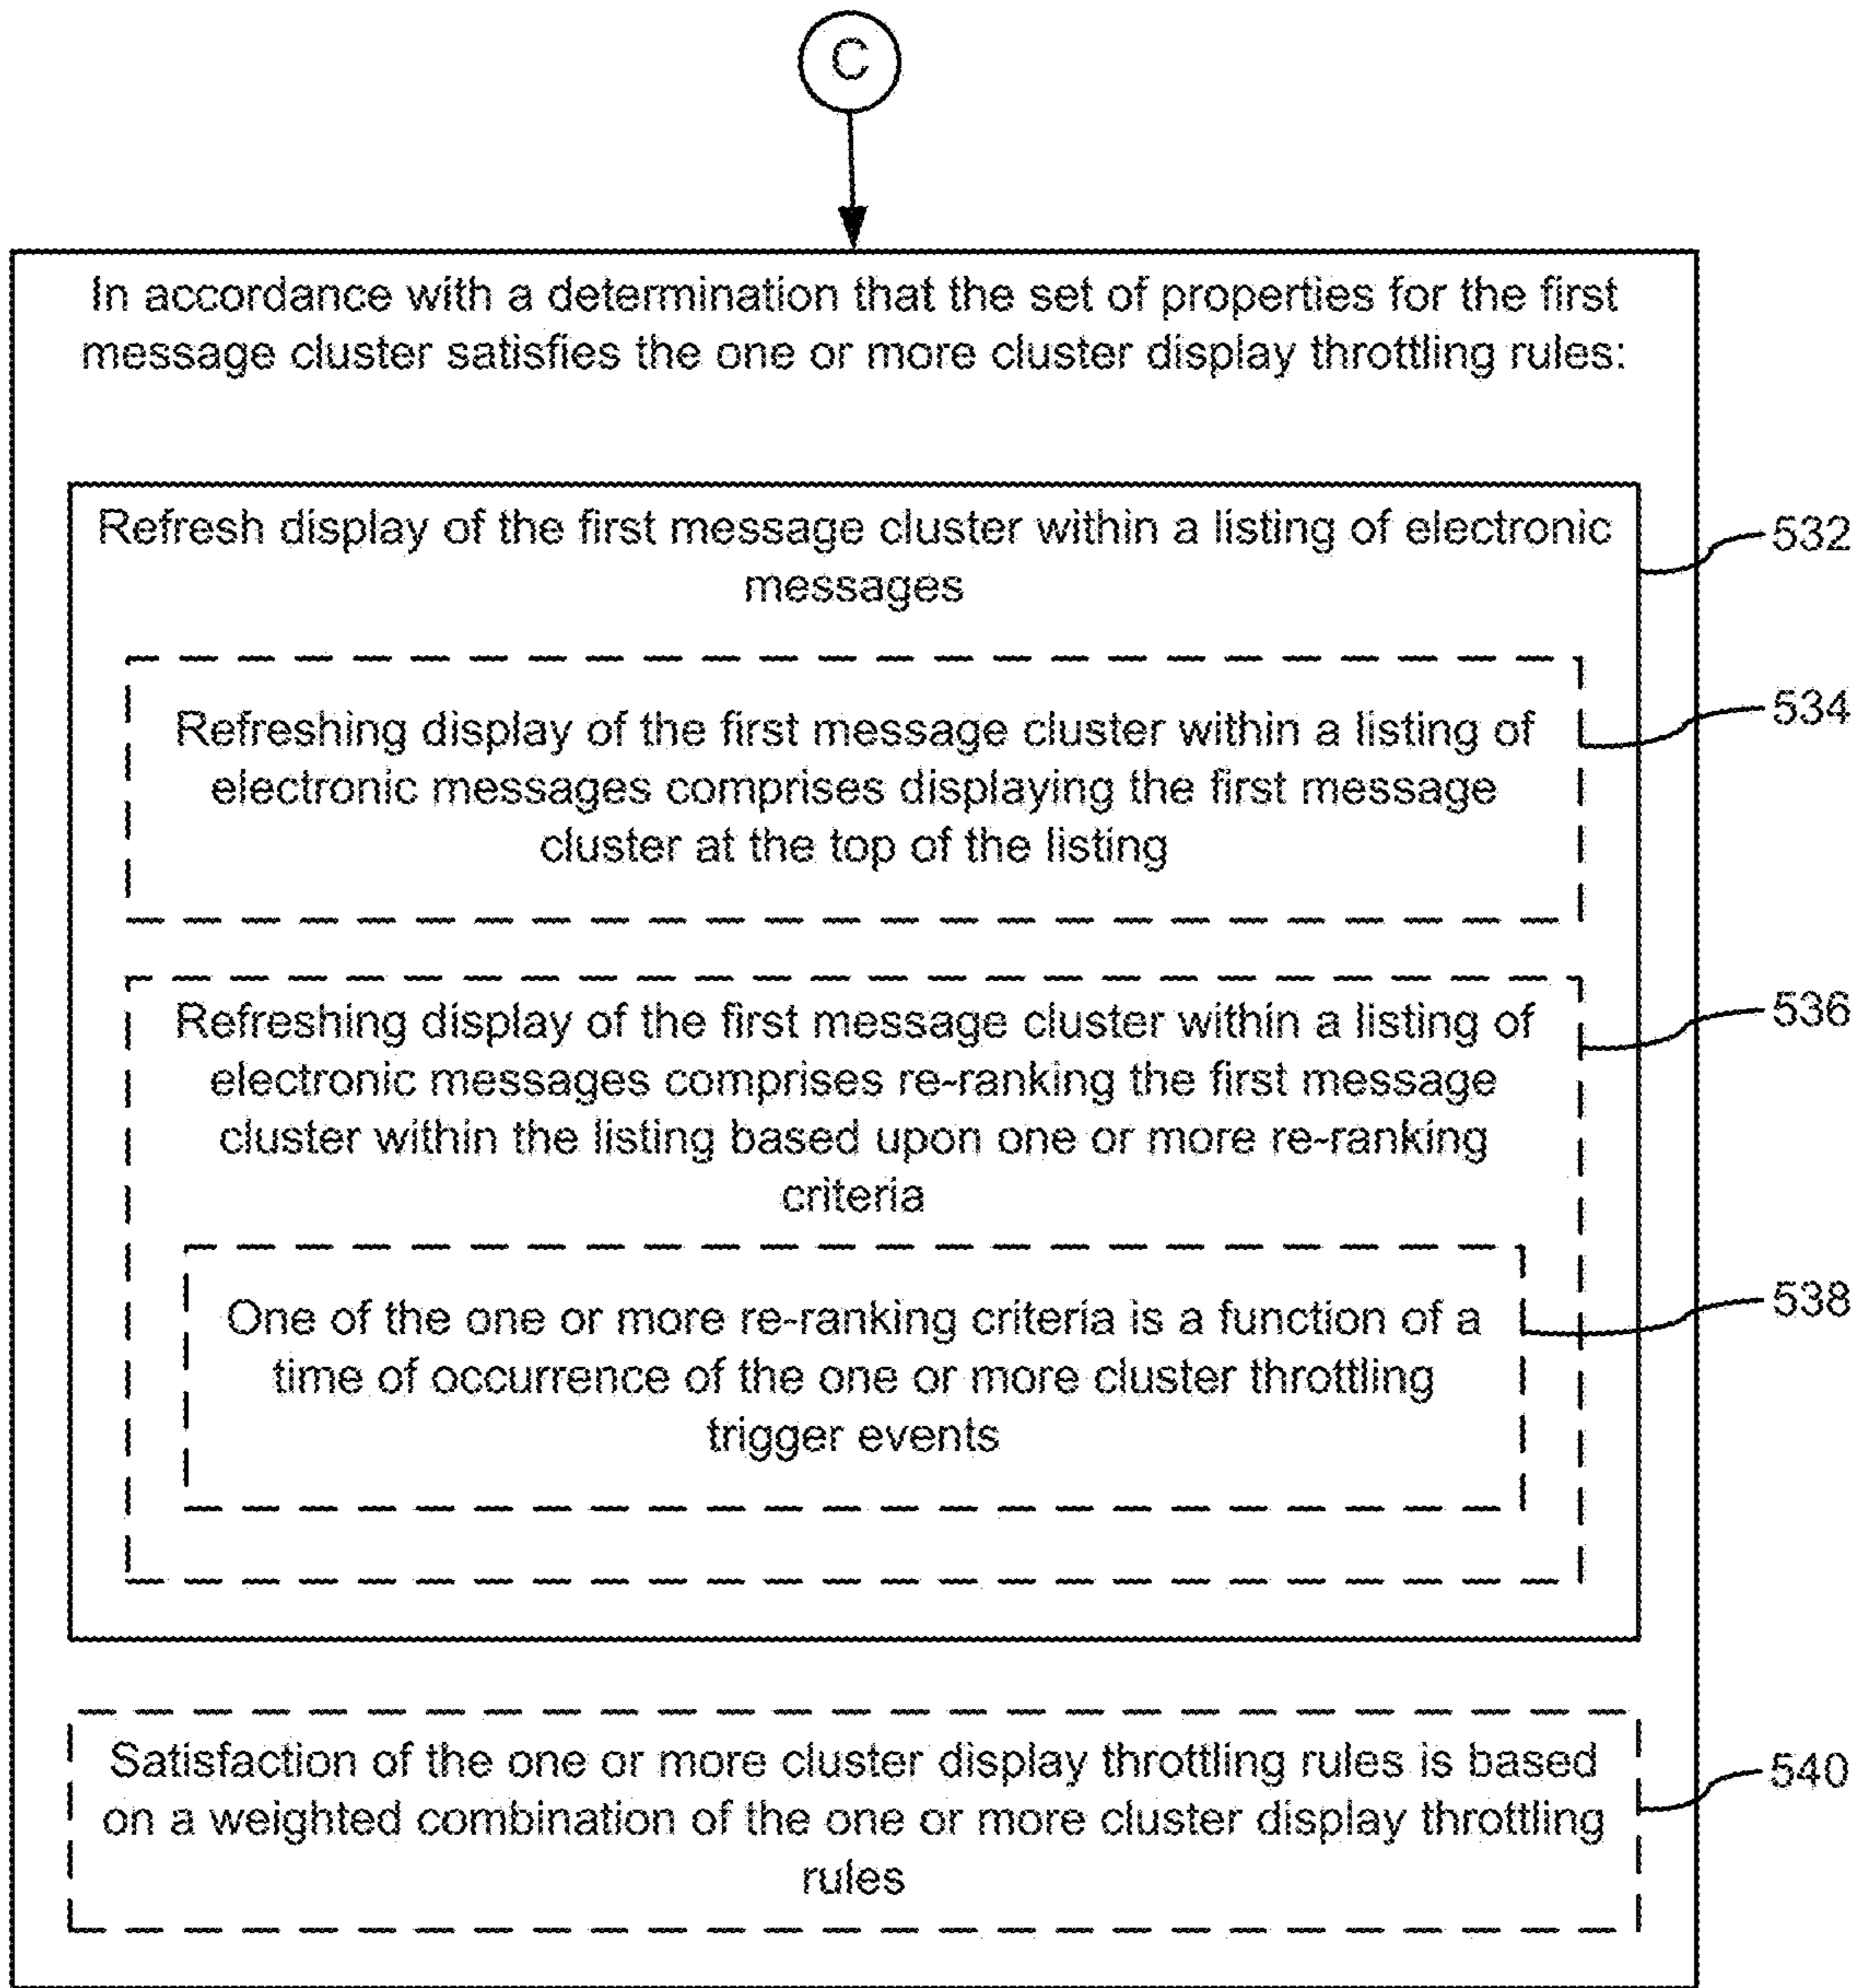 C
In accordance with a determination that the set of properties for the first
message cluster satisfies the one or more cluster display throttling rules:
Refresh display of the first message cluster within a listing of electronic
messages
532
Refreshing display of the first message cluster within a listing of
electronic messages comprises displaying the first message
cluster at the top of the listing
534
Refreshing display of the first message cluster within a listing of
electronic messages comprises re-ranking the first message
cluster within the listing based upon one or more re-ranking
criteria
536
One of the one or more re-ranking criteria is a function of a
time of occurrence of the one or more cluster throttling
trigger events
538
Satisfaction of the one or more cluster display throttling rules is based
on a weighted combination of the one or more cluster display throttling
rules
540